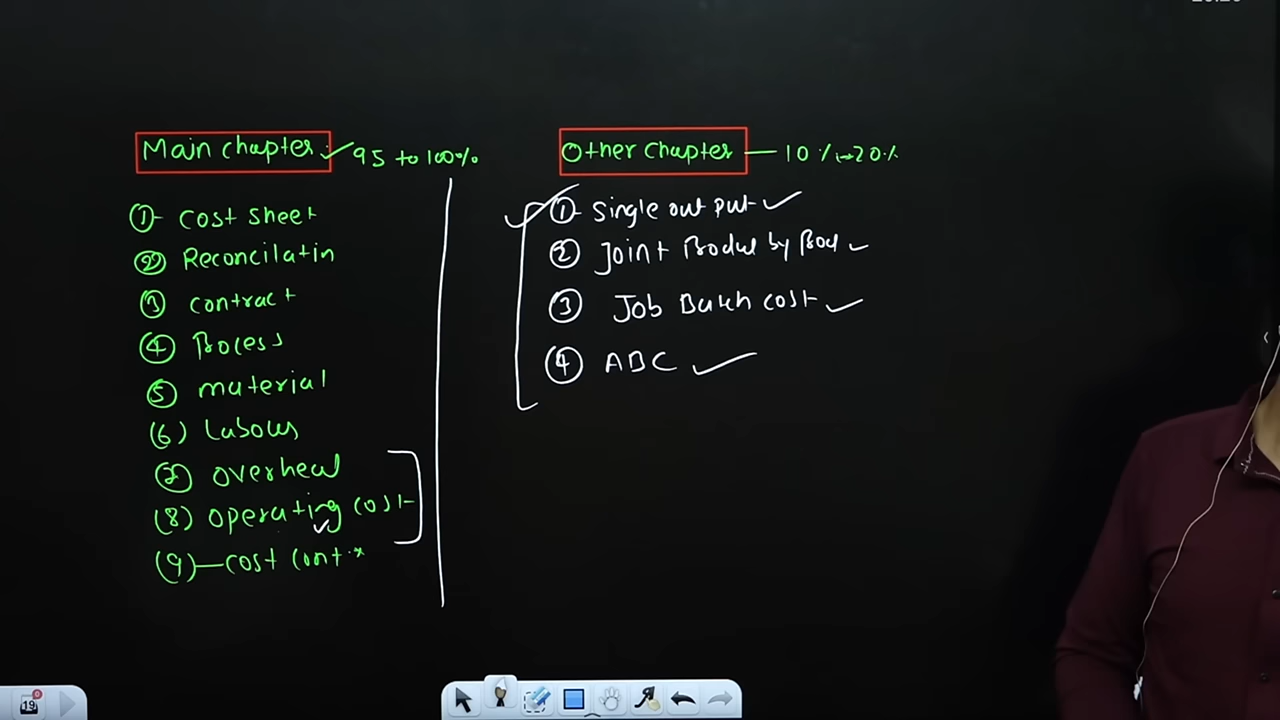 Main chapter 95 to 100%
① Cost sheet
② Reconcilatin
③ contract
④ Process
⑤ material
(6) Labour
⑦ overhead
(8) operating cost
(9) — cost cont
Other chapter — 10% → 20%
① Single out put
② Joint Product by Prod
③ Job Batch cost
④ ABC
19
0